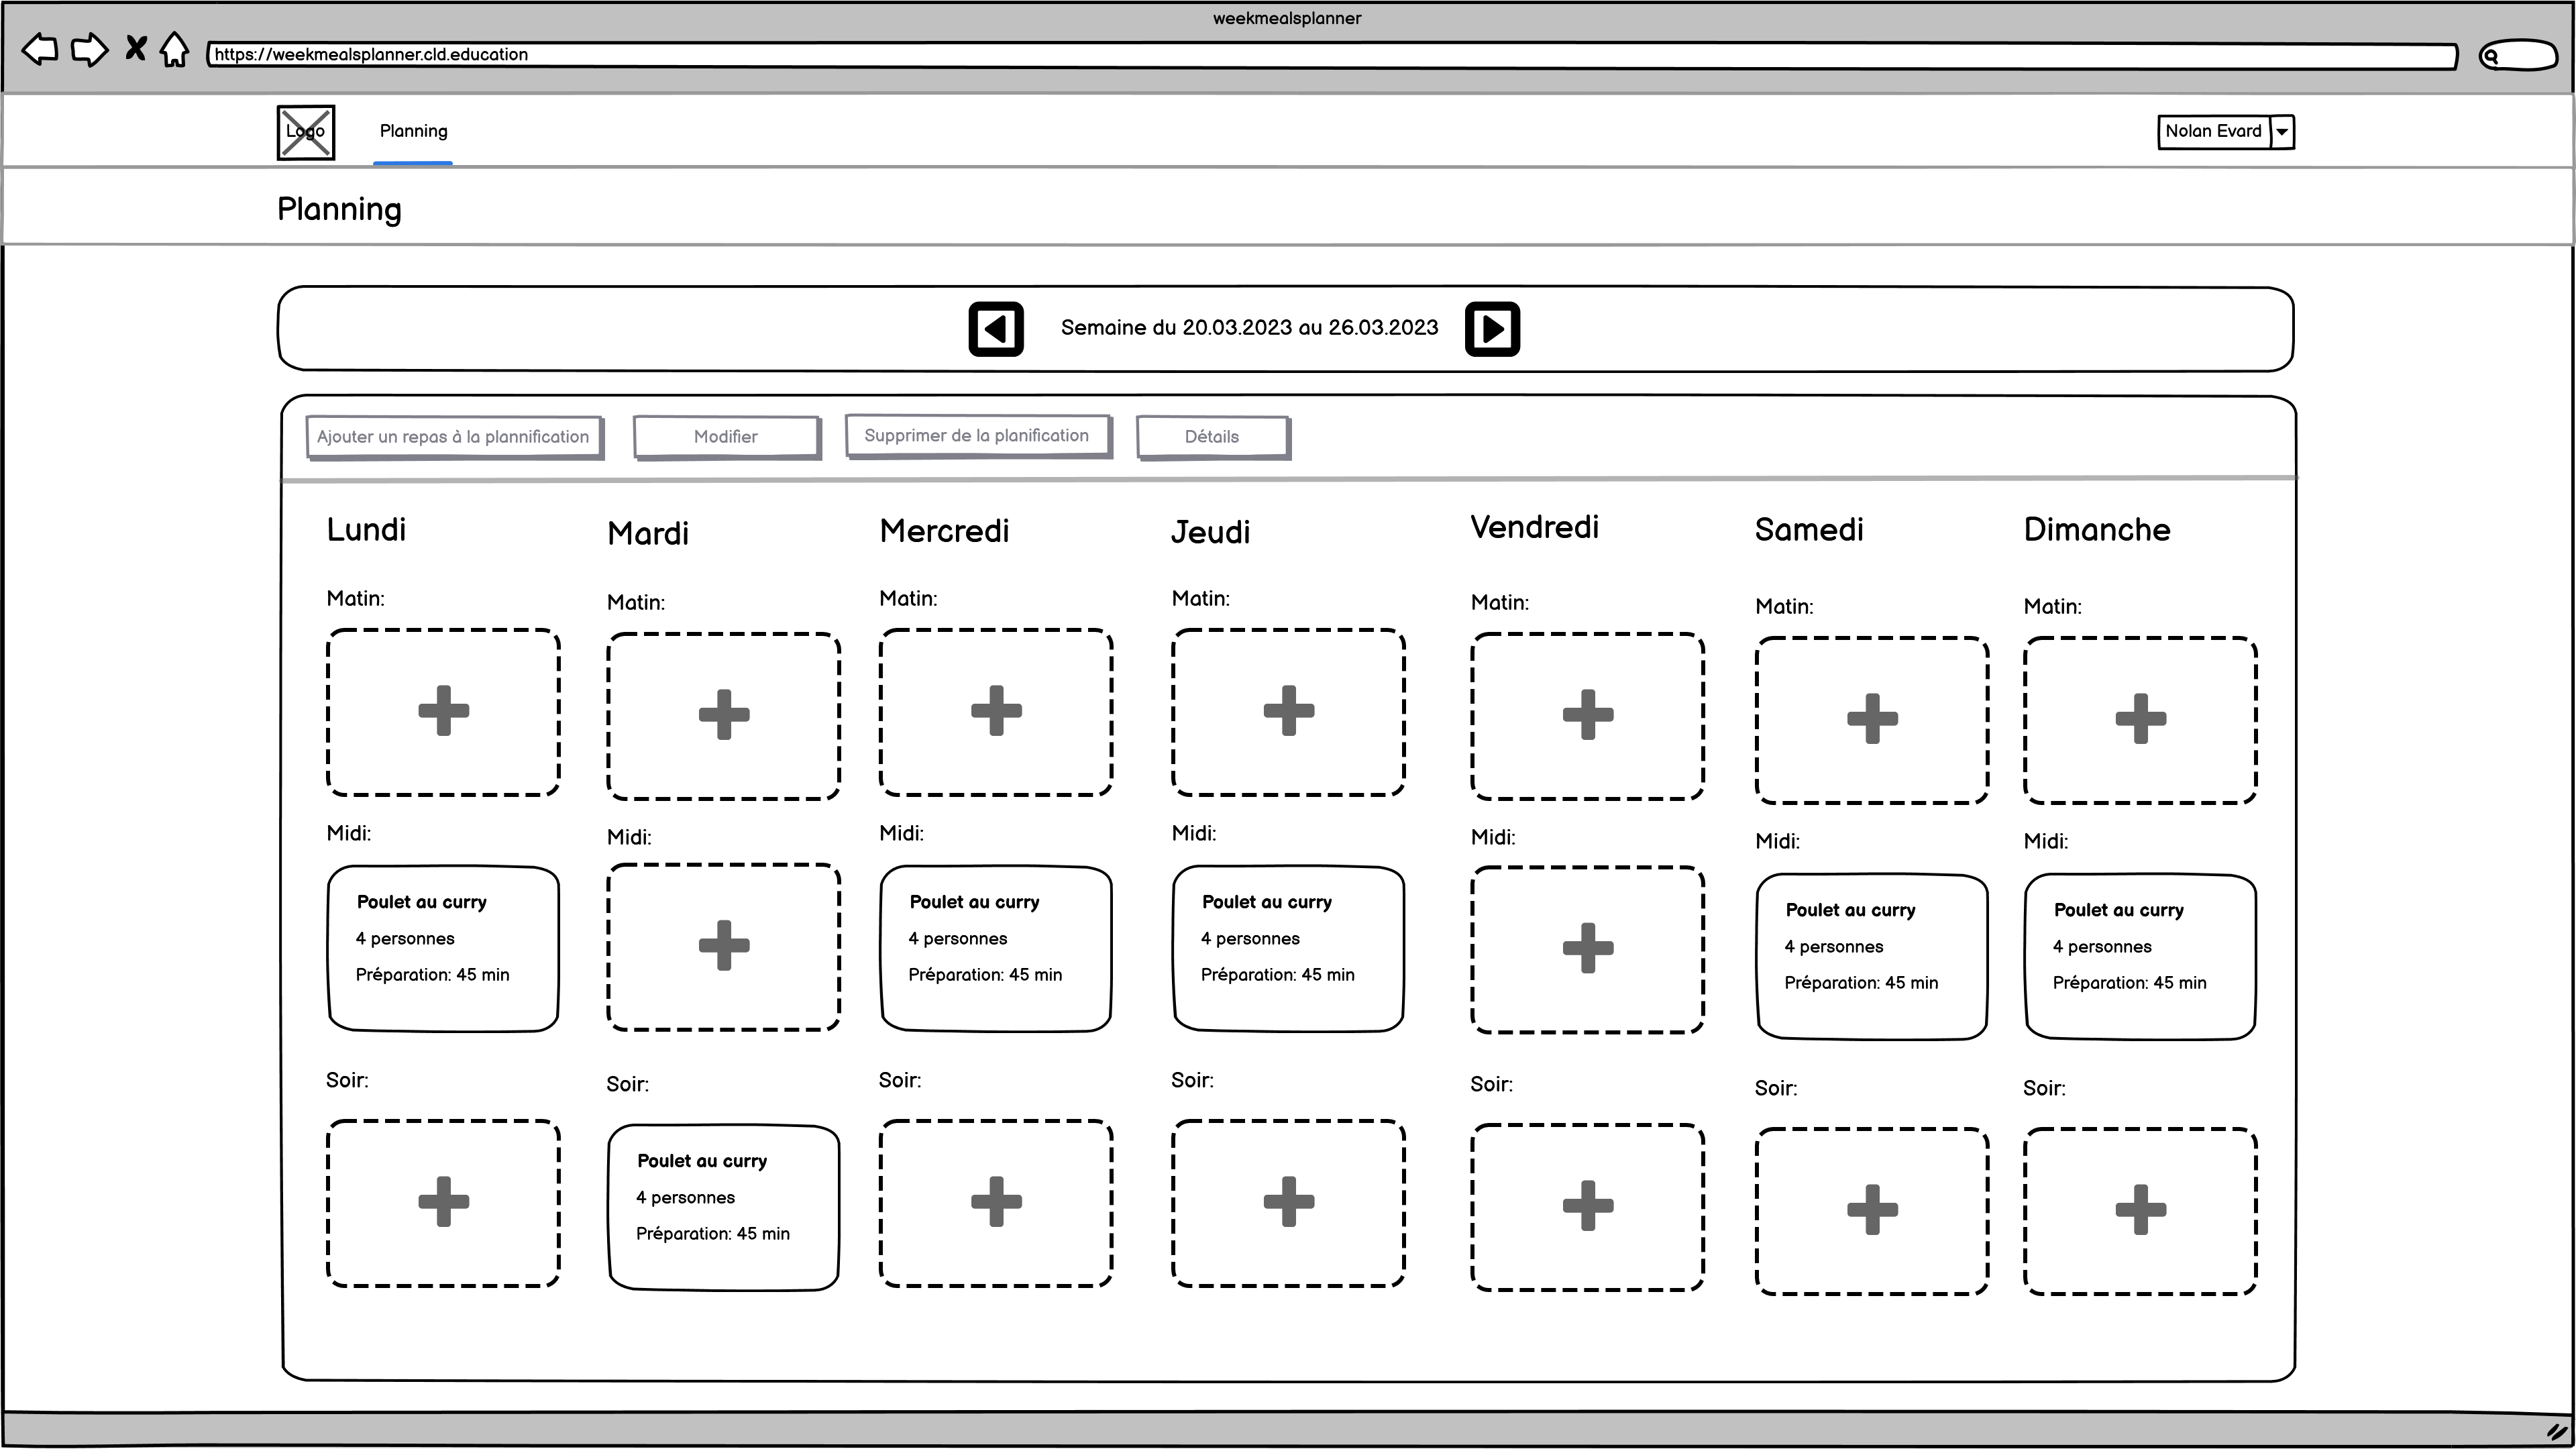 weekmealsplanner
https://weekmealsplanner.cld.education
Logo
Planning
Nolan Evard
Planning
Semaine du 20.03.2023 au 26.03.2023
Ajouter un repas à la plannification
Modifier
Supprimer de la planification
Détails
Lundi
Mardi
Mercredi
Jeudi
Vendredi
Samedi
Dimanche
Matin:
Matin:
Matin:
Matin:
Matin:
Matin:
Matin:
Midi:
Midi:
Midi:
Midi:
Midi:
Midi:
Midi:
Poulet au curry
4 personnes
Préparation: 45 min
Poulet au curry
4 personnes
Préparation: 45 min
Poulet au curry
4 personnes
Préparation: 45 min
Poulet au curry
4 personnes
Préparation: 45 min
Poulet au curry
4 personnes
Préparation: 45 min
Soir:
Soir:
Soir:
Soir:
Soir:
Soir:
Soir:
Poulet au curry
4 personnes
Préparation: 45 min